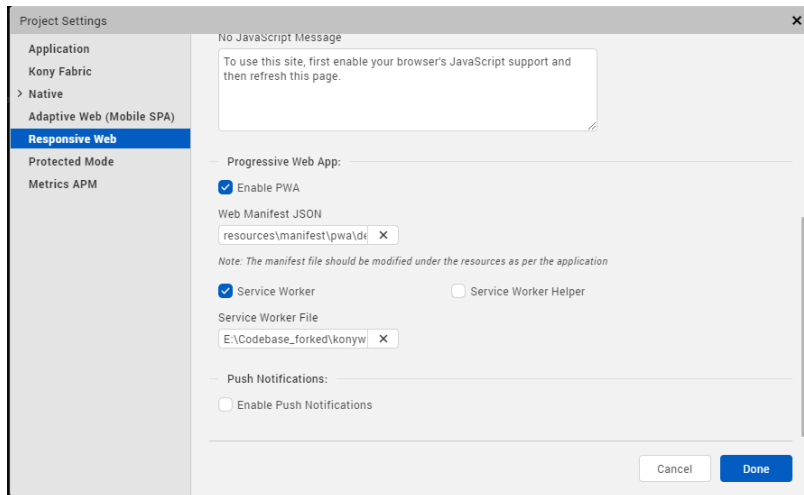 Project Settings
Application
Kony Fabric
Native
Adaptive Web (Mobile SPA)
Responsive Web
Protected Mode
Metrics APM
No JavaScript Message
To use this site, first enable your browser's JavaScript support and
then refresh this page.
Progressive Web App:
Enable PWA
Web Manifest JSON
resources\manifest\pwa\de
Note: The manifest file should be modified under the resources as per the application
Service Worker
Service Worker Helper
Service Worker File
E:\Codebase_forked\konyw
Push Notifications:
Enable Push Notifications
Cancel
Done